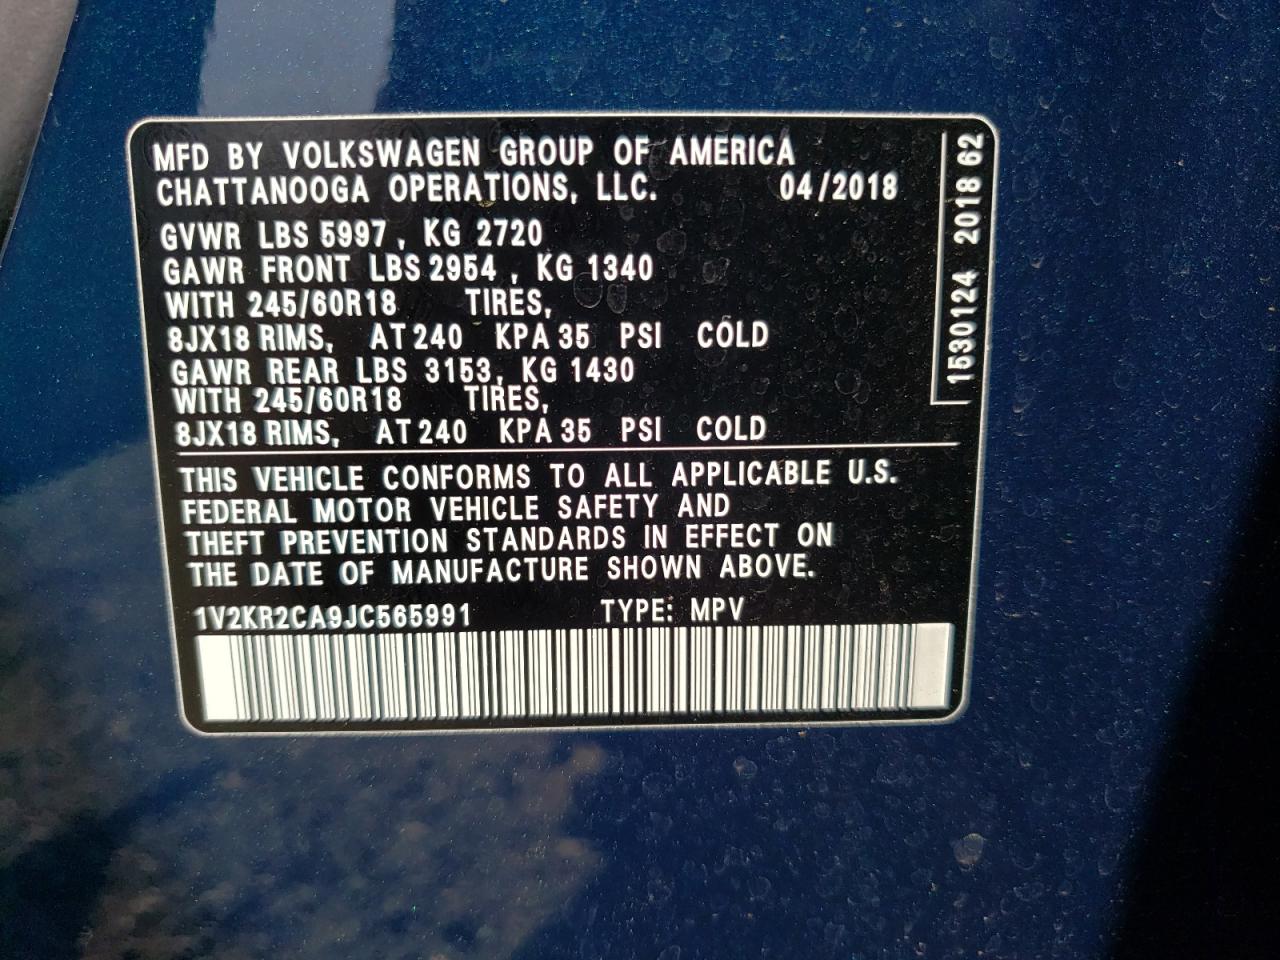 MFD BY VOLKSWAGEN GROUP OF AMERICA
CHATTANOOGA OPERATIONS, LLC. 04/2018
GVWR LBS 5997, KG 2720
GAWR FRONT LBS 2954, KG 1340
WITH 245/60R18 TIRES,
8JX18 RIMS, AT 240 KPA 35 PSI COLD
GAWR REAR LBS 3153, KG 1430
WITH 245/60R18 TIRES,
8JX18 RIMS, AT 240 KPA 35 PSI COLD
THIS VEHICLE CONFORMS TO ALL APPLICABLE U.S.
FEDERAL MOTOR VEHICLE SAFETY AND
THEFT PREVENTION STANDARDS IN EFFECT ON
THE DATE OF MANUFACTURE SHOWN ABOVE.
1V2KR2CA9JC565991 TYPE: MPV
1530124 2018 62